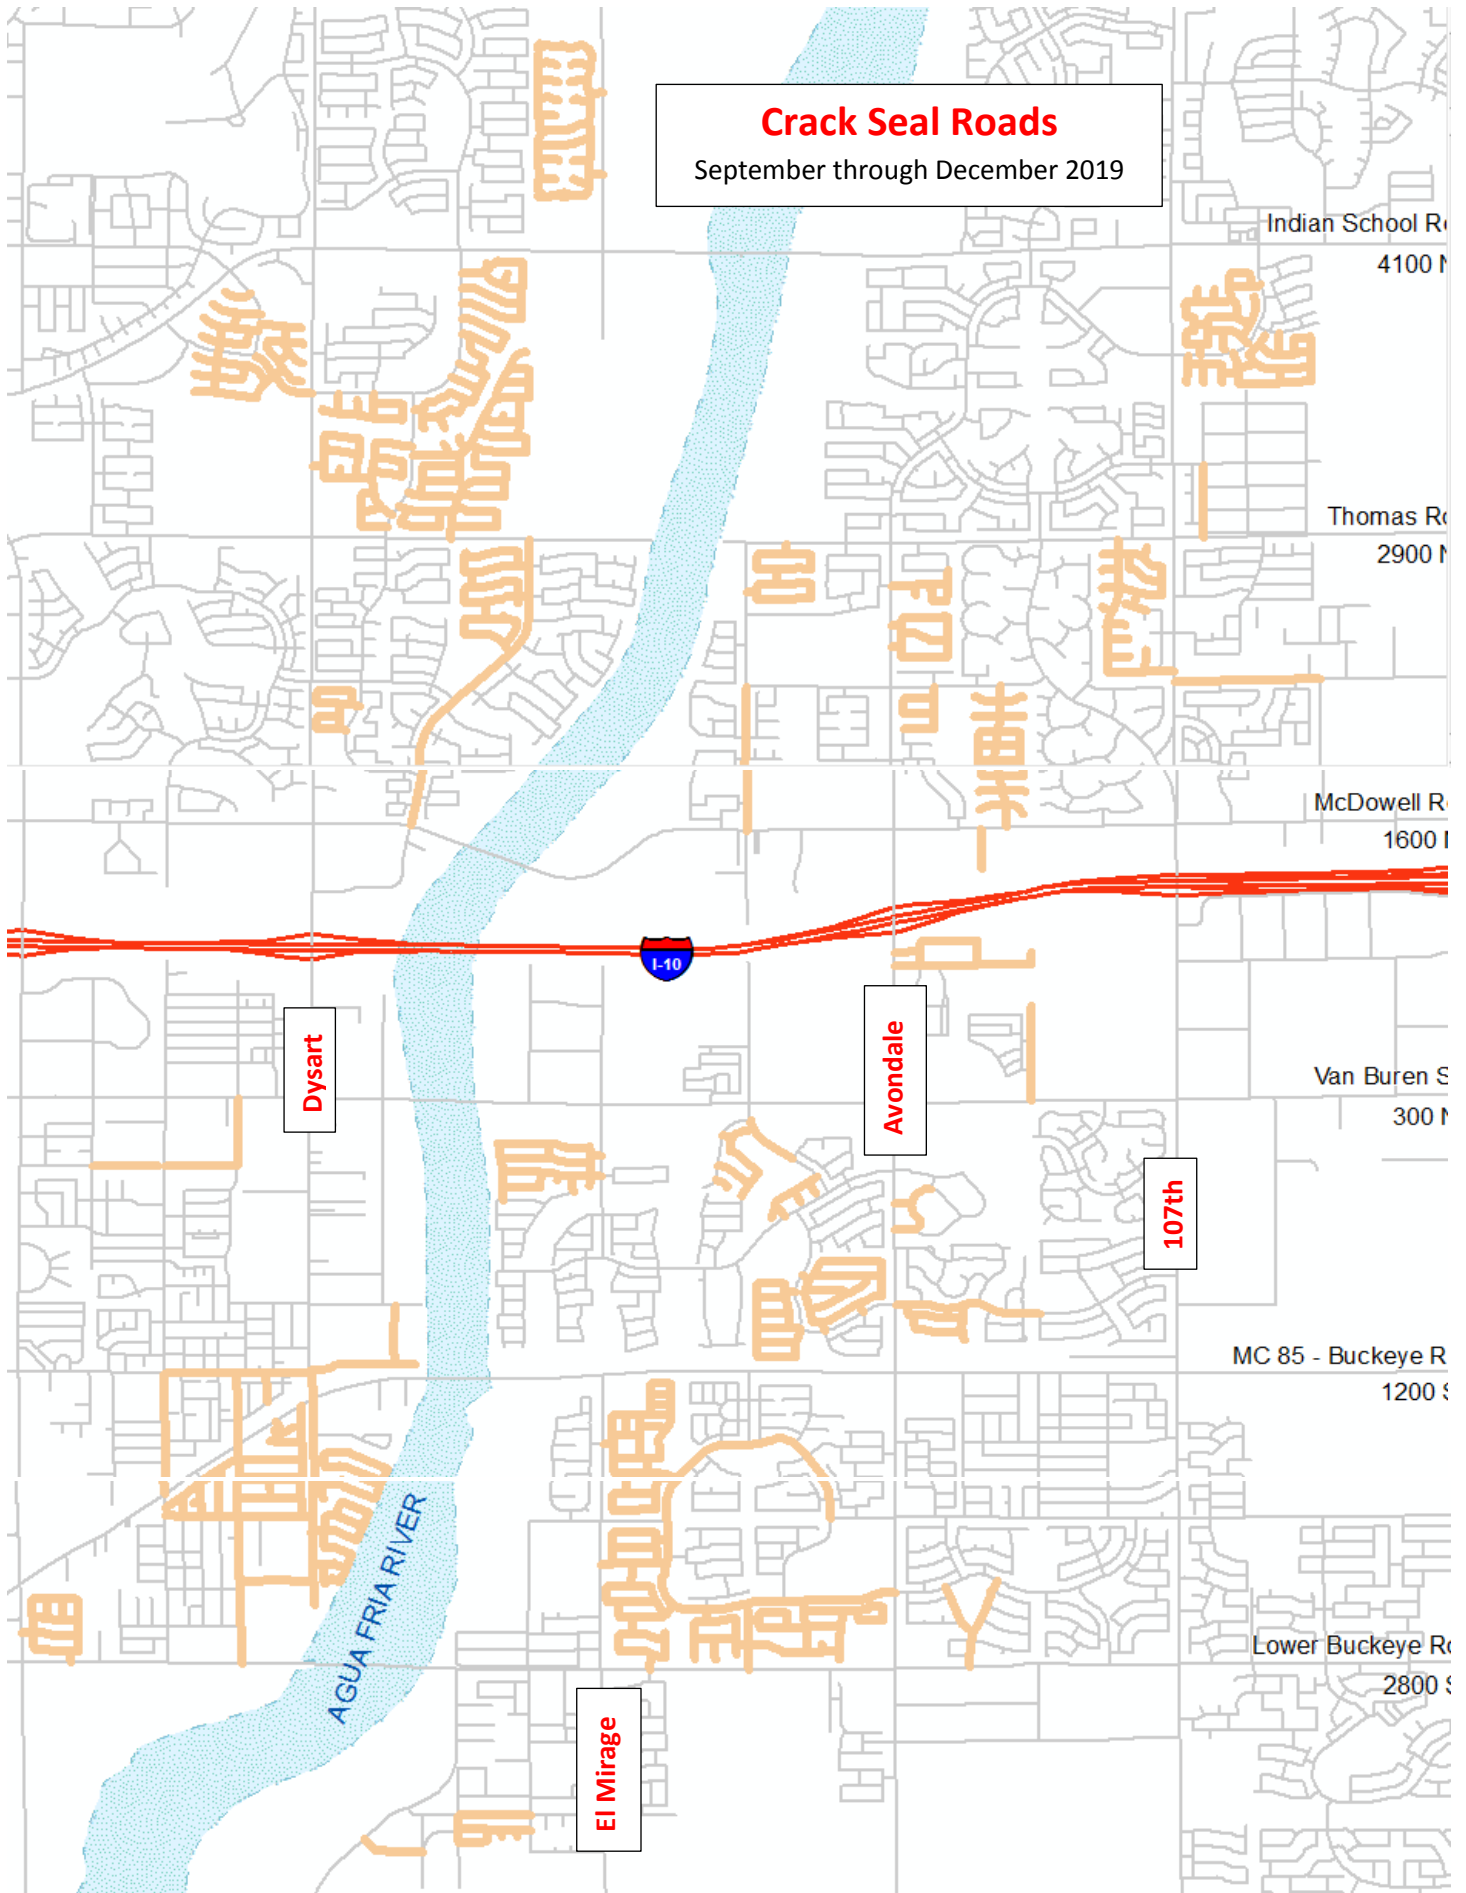 Crack Seal Roads
September through December 2019
Indian School R
4100 N
Thomas R
2900 N
McDowell R
1600 N
I-10
Dysart
Avondale
Van Buren S
300 N
107th
MC 85 - Buckeye R
1200 S
AGUA FRIA RIVER
Lower Buckeye R
2800 S
El Mirage